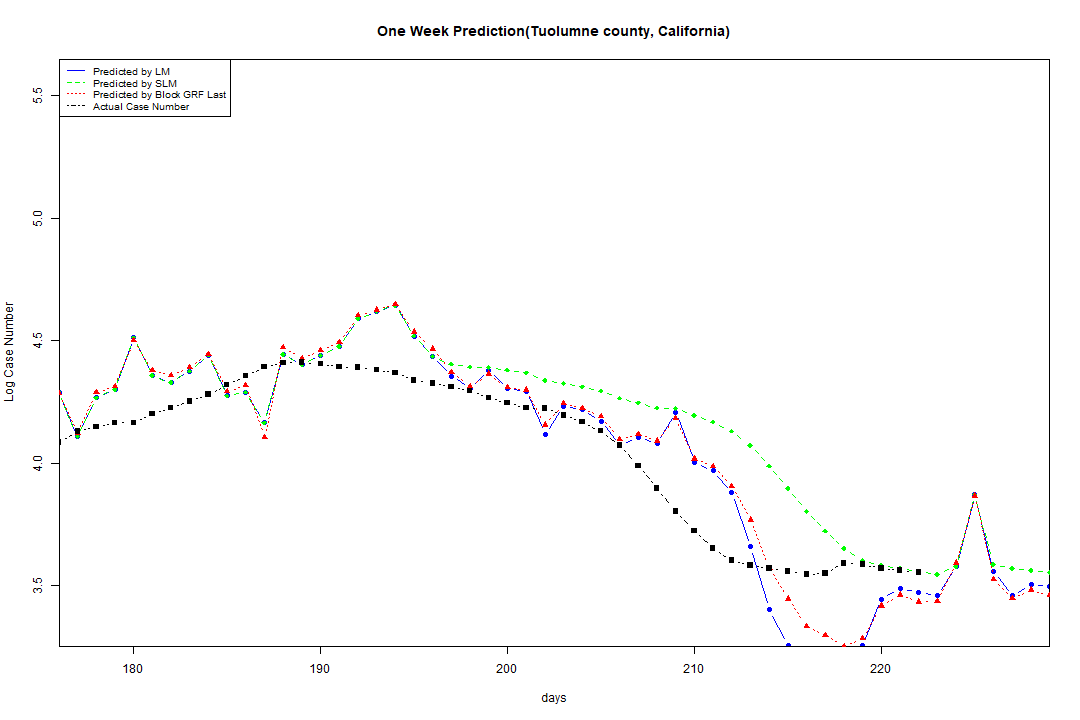 One Week Prediction(Tuolumne county, California)
Predicted by LM
Predicted by SLM
Predicted by Block GRF Last
Actual Case Number
5.5
5.0
4.5
4.0
3.5
Log Case Number
180 190 200 210 220
days